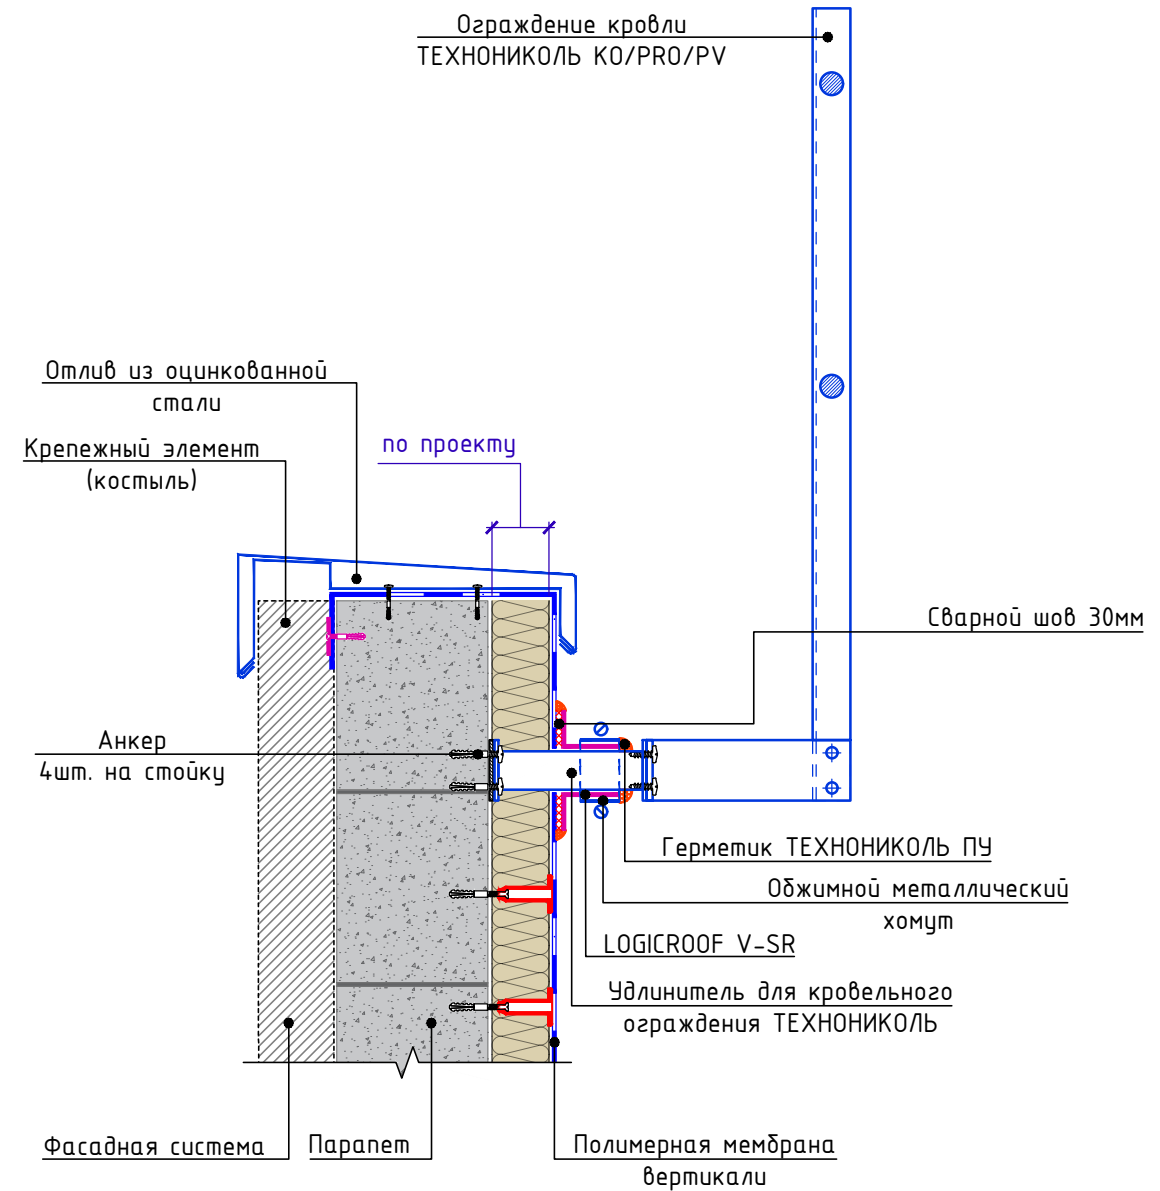 Ограждение кровли
ТЕХНОНИКОЛЬ КО/PRO/PV
Отлив из оцинкованной
стали
Крепежный элемент
(костыль)
по проекту
Сварной шов 30мм
Анкер
4шт. на стойку
Герметик ТЕХНОНИКОЛЬ ПУ
Обжимной металлический
хомут
LOGICROOF V-SR
Удлинитель для кровельного
ограждения ТЕХНОНИКОЛЬ
Фасадная система
Парапет
Полимерная мембрана
вертикали